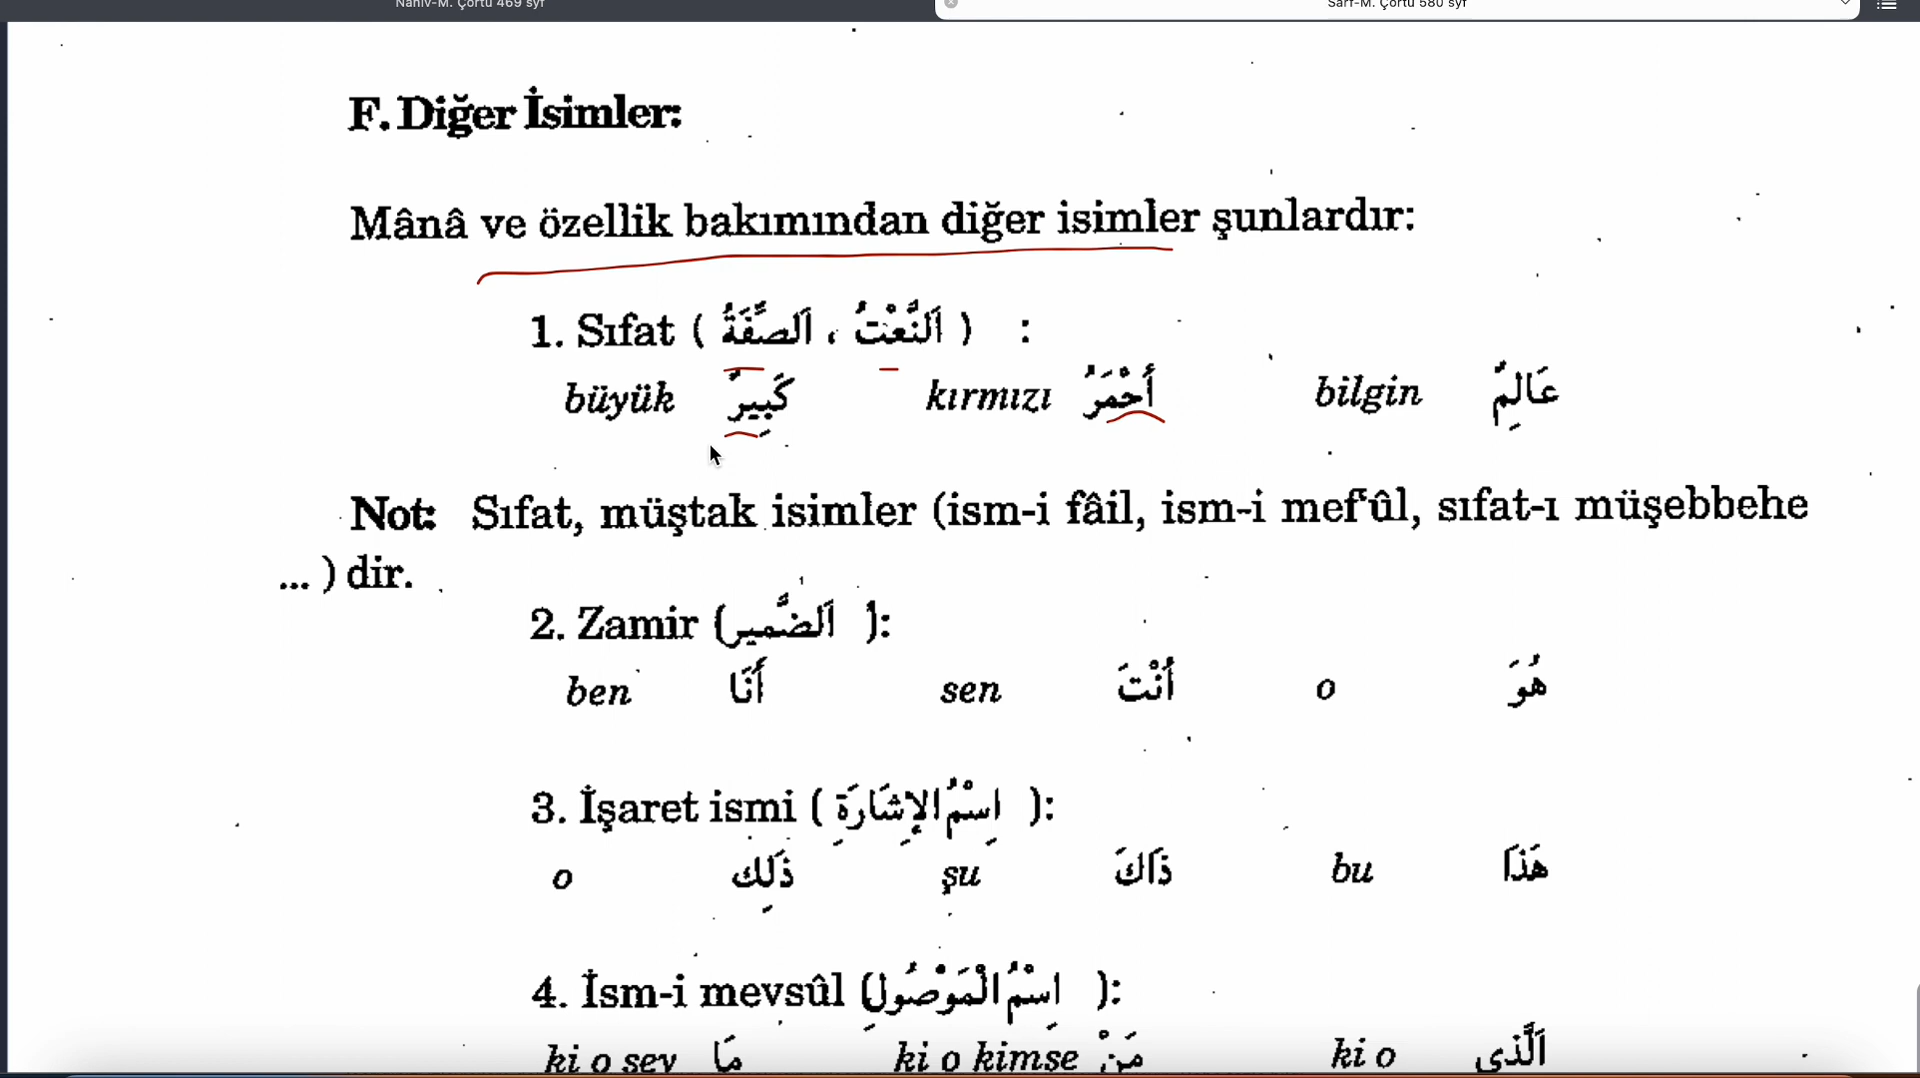 Nahiv-M. Çörtü 469 syf
Sarf-M. Çörtü 580 syf
F. Diğer İsimler:
Mânâ ve özellik bakımından diğer isimler şunlardır:
1. Sıfat ( اَلنَّعْتُ ، اَلصِّفَةُ ) :
büyük كَبِيرٌ kırmızı أَحْمَرُ bilgin عَالِمٌ
Not: Sıfat, müştak isimler (ism-i fâil, ism-i mef‘ûl, sıfat-ı müşebbehe
... ) dir.
2. Zamir (اَلضَّمِير ):
ben أَنَا sen أَنْتَ o هُوَ
3. İşaret ismi ( اِسْمُ الإِشَارَةِ ):
o ذَلِكَ şu ذَاكَ bu هَذَا
4. İsm-i mevsûl (اِسْمُ الْمَوْصُولِ ):
ki o şey مَا ki o kimse مَنْ ki o اَلَّذِى